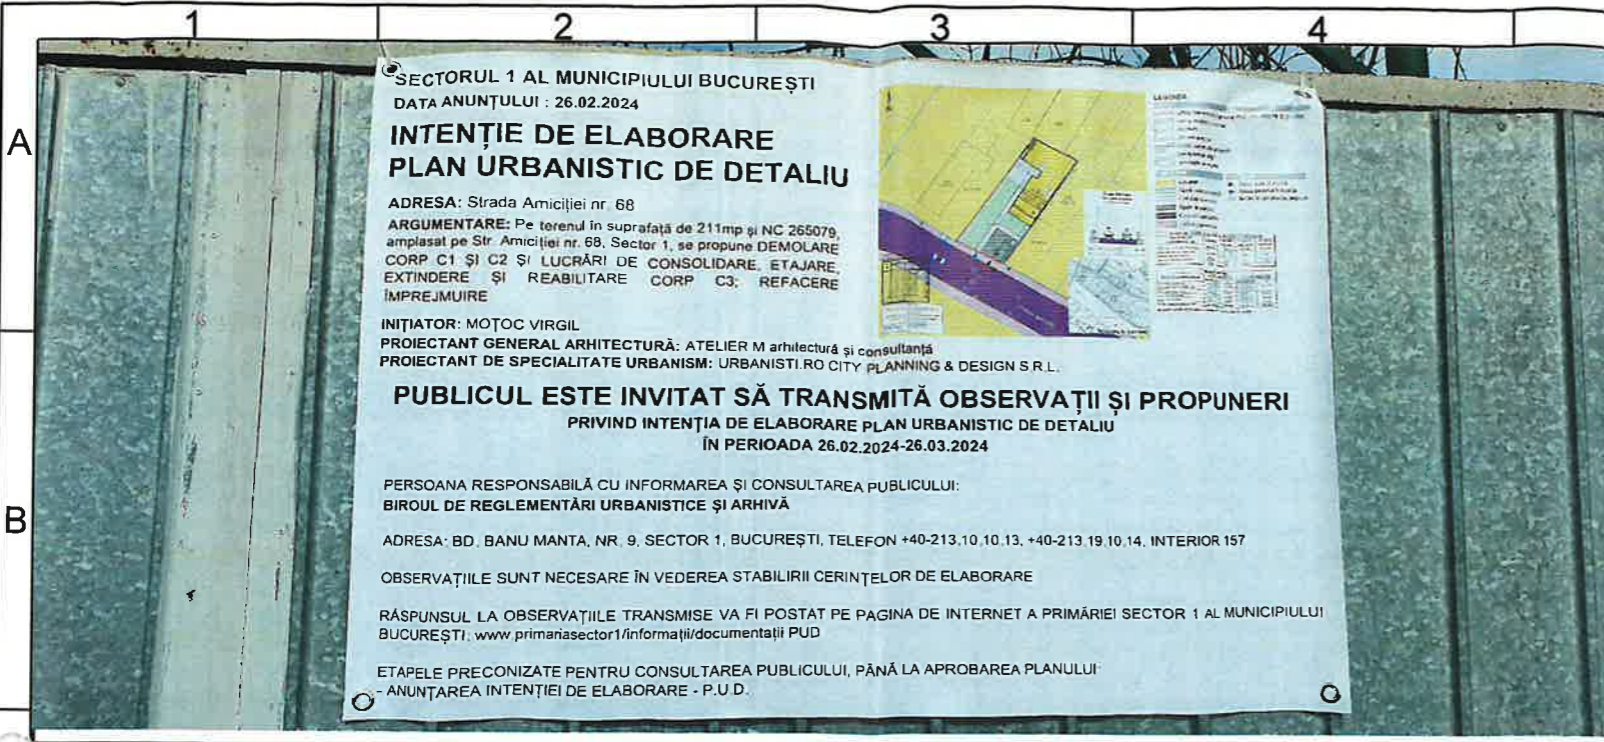 1 2 3 4
A
B
SECTORUL 1 AL MUNICIPIULUI BUCUREȘTI
DATA ANUNȚULUI : 26.02.2024
INTENȚIE DE ELABORARE
PLAN URBANISTIC DE DETALIU
ADRESA: Strada Amiciției nr. 68
ARGUMENTARE: Pe terenul în suprafață de 211mp și NC 265079,
amplasat pe Str. Amiciției nr. 68, Sector 1, se propune DEMOLARE
CORP C1 ȘI C2 ȘI LUCRĂRI DE CONSOLIDARE, ETAJARE,
EXTINDERE ȘI REABILITARE CORP C3; REFACERE
ÎMPREJMUIRE
INIȚIATOR: MOȚOC VIRGIL
PROIECTANT GENERAL ARHITECTURĂ: ATELIER M arhitectură și consultanță
PROIECTANT DE SPECIALITATE URBANISM: URBANISTI.RO CITY PLANNING & DESIGN S.R.L.
PUBLICUL ESTE INVITAT SĂ TRANSMITĂ OBSERVAȚII ȘI PROPUNERI
PRIVIND INTENȚIA DE ELABORARE PLAN URBANISTIC DE DETALIU
ÎN PERIOADA 26.02.2024-26.03.2024
PERSOANA RESPONSABILĂ CU INFORMAREA ȘI CONSULTAREA PUBLICULUI:
BIROUL DE REGLEMENTĂRI URBANISTICE ȘI ARHIVĂ
ADRESA: BD. BANU MANTA, NR. 9, SECTOR 1, BUCUREȘTI, TELEFON +40-213.10.10.13, +40-213.19.10.14, INTERIOR 157
OBSERVAȚIILE SUNT NECESARE ÎN VEDEREA STABILIRII CERINȚELOR DE ELABORARE
RĂSPUNSUL LA OBSERVAȚIILE TRANSMISE VA FI POSTAT PE PAGINA DE INTERNET A PRIMĂRIEI SECTOR 1 AL MUNICIPIULUI
BUCUREȘTI: www.primariasector1/informații/documentații PUD
ETAPELE PRECONIZATE PENTRU CONSULTAREA PUBLICULUI, PÂNĂ LA APROBAREA PLANULUI
- ANUNȚAREA INTENȚIEI DE ELABORARE - P.U.D.